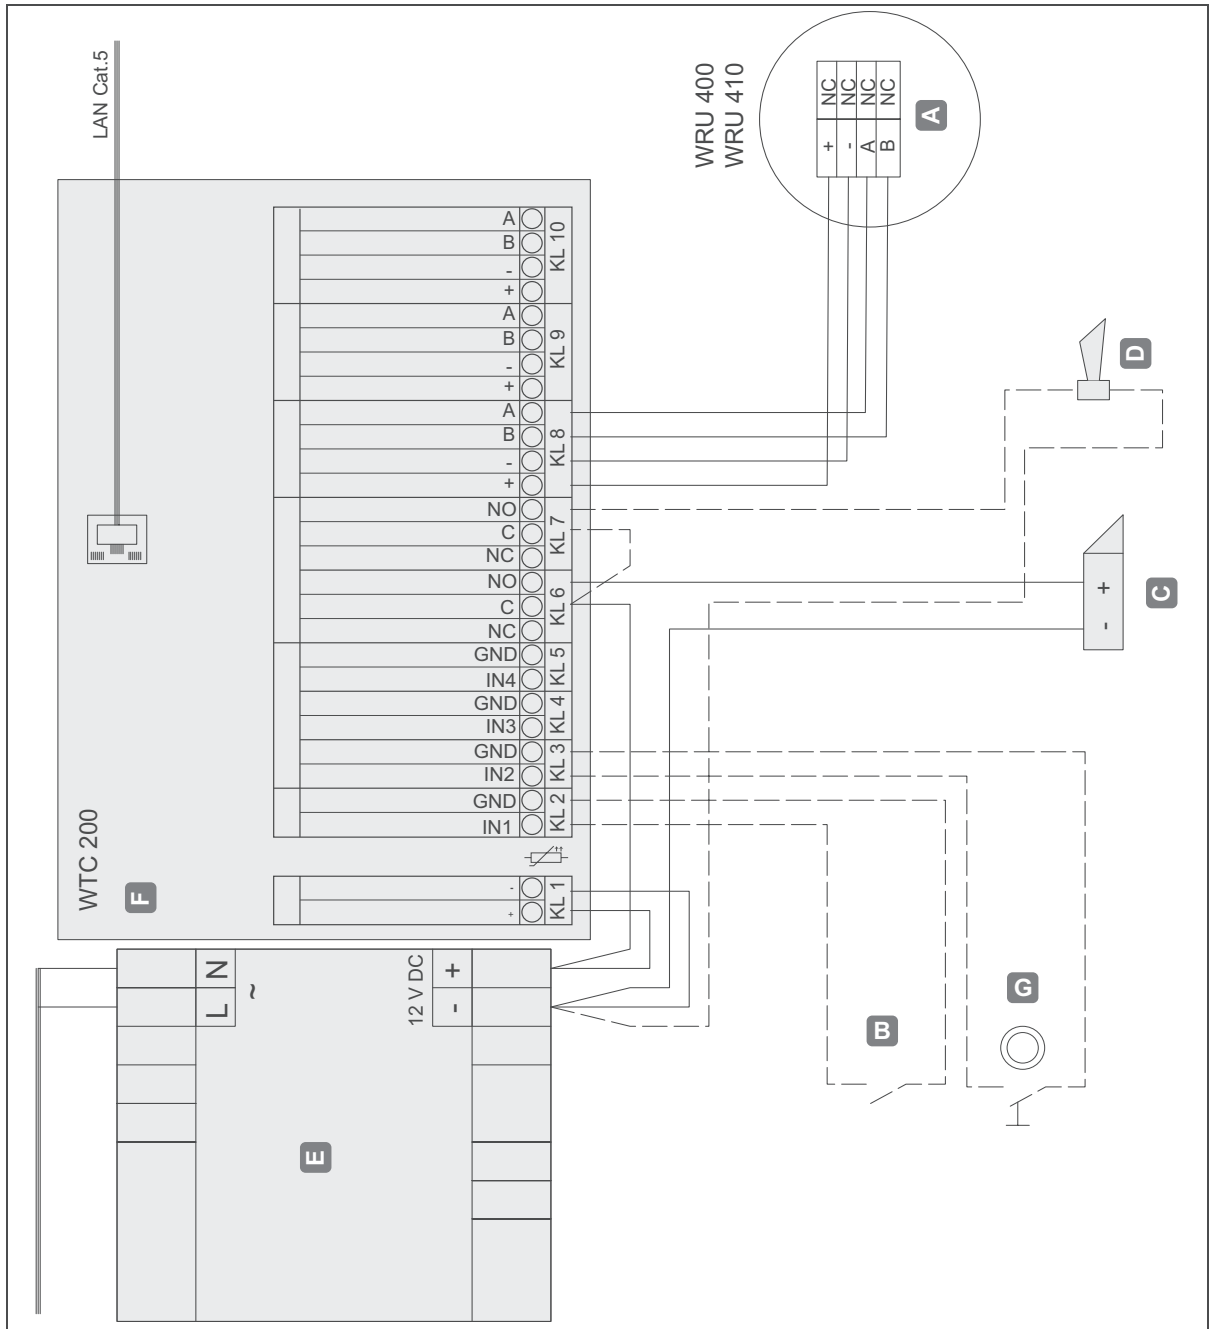 LAN Cat.5
WRU 400
WRU 410
+ NC
- NC
A NC
B NC
A
A
B
-
+
KL 10
A
B
-
+
KL 9
A
B
-
+
KL 8
NO
C
NC
KL 7
NO
C
NC
KL 6
GND
IN4
KL 5
GND
IN3
KL 4
GND
IN2
KL 3
GND
IN1
KL 2
-
+
KL 1
WTC 200
F
D
+
-
C
L N
~
12 V DC
- +
E
B
G